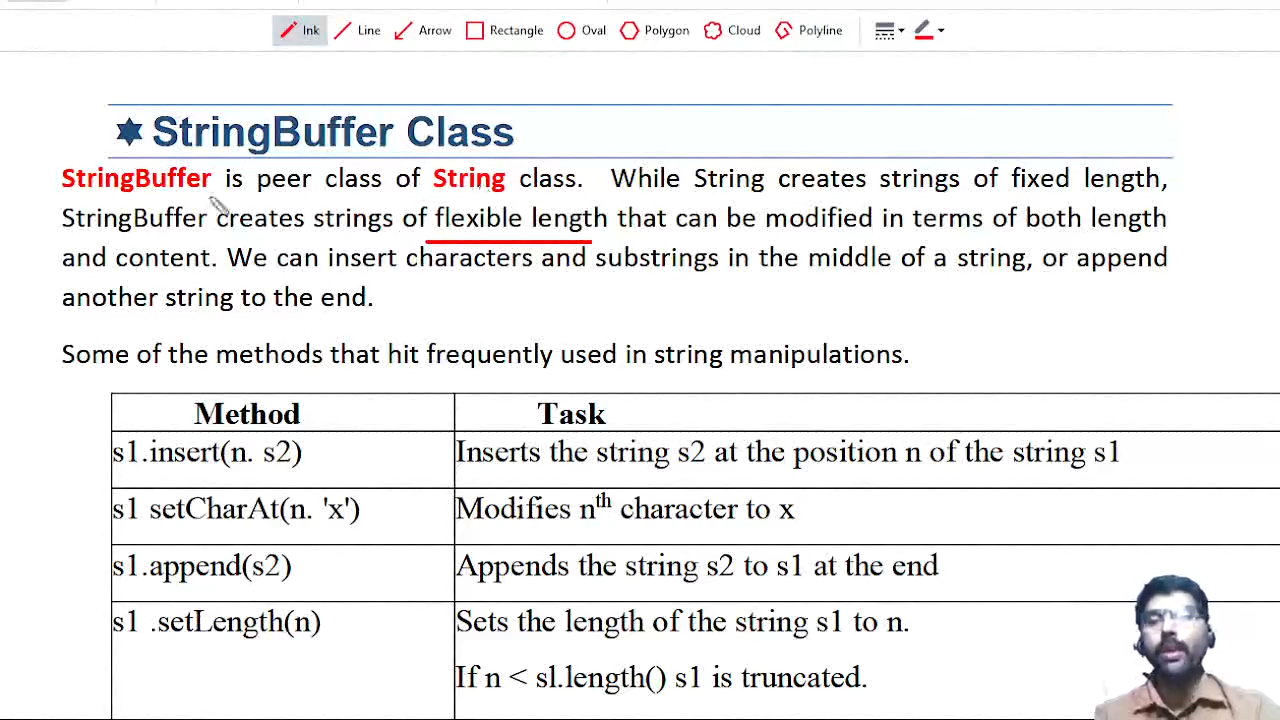 Ink Line Arrow Rectangle Oval Polygon Cloud Polyline
StringBuffer Class
StringBuffer is peer class of String class. While String creates strings of fixed length,
StringBuffer creates strings of flexible length that can be modified in terms of both length
and content. We can insert characters and substrings in the middle of a string, or append
another string to the end.
Some of the methods that hit frequently used in string manipulations.
Method Task
s1.insert(n. s2) Inserts the string s2 at the position n of the string s1
s1 setCharAt(n. 'x') Modifies nth character to x
s1.append(s2) Appends the string s2 to s1 at the end
s1 .setLength(n) Sets the length of the string s1 to n.
If n < sl.length() s1 is truncated.